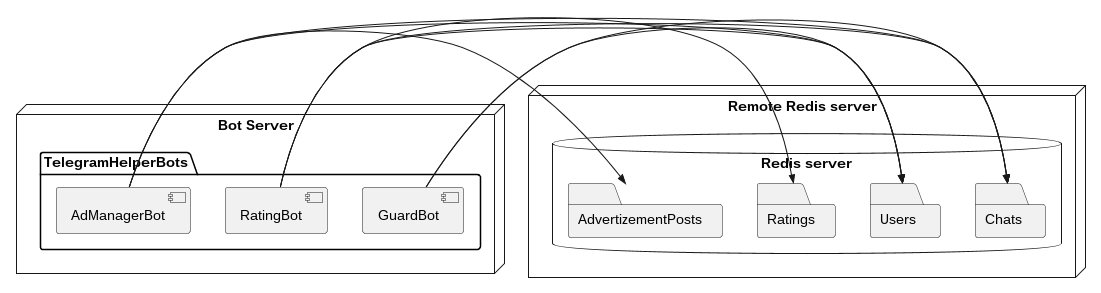 Bot Server
TelegramHelperBots
AdManagerBot
RatingBot
GuardBot
Remote Redis server
Redis server
AdvertizementPosts
Ratings
Users
Chats